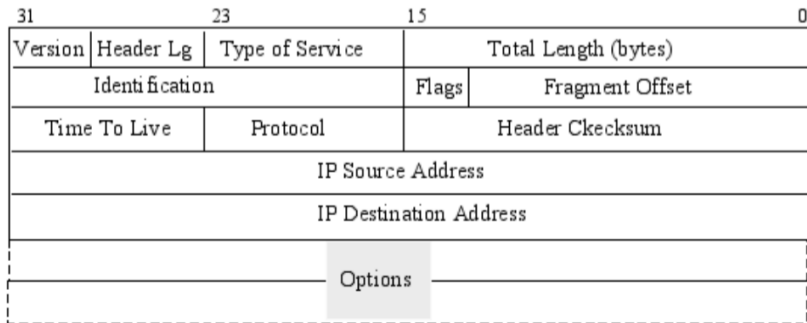 31 23 15 0
Version Header Lg Type of Service Total Length (bytes)
Identification Flags Fragment Offset
Time To Live Protocol Header Ckecksum
IP Source Address
IP Destination Address
Options